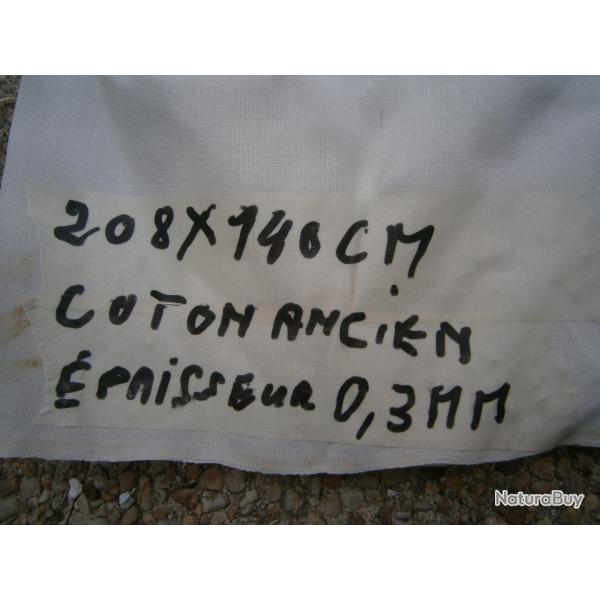 208X140CM
COTON ANCIEN
ÉPAISSEUR 0,3MM
NaturaBuy